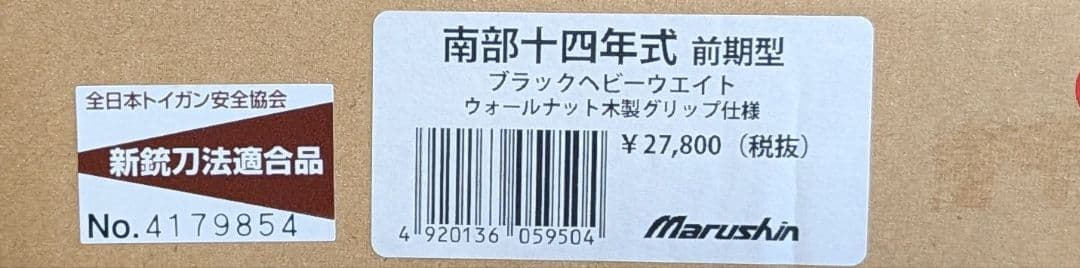 全日本トイガン安全協会
新銃刀法適合品
No.4179854
南部十四年式 前期型
ブラックヘビーウエイト
ウォールナット木製グリップ仕様
￥27,800（税抜）
4 920136 059504
marushin